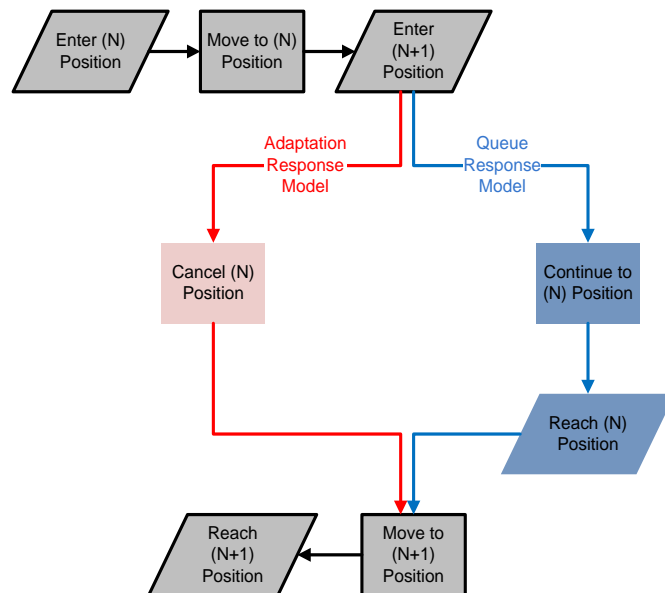 Enter (N)
Position
Move to (N)
Position
Enter
(N+1)
Position
Adaptation
Response
Model
Queue
Response
Model
Cancel (N)
Position
Continue to
(N) Position
Reach (N)
Position
Reach
(N+1)
Position
Move to
(N+1)
Position